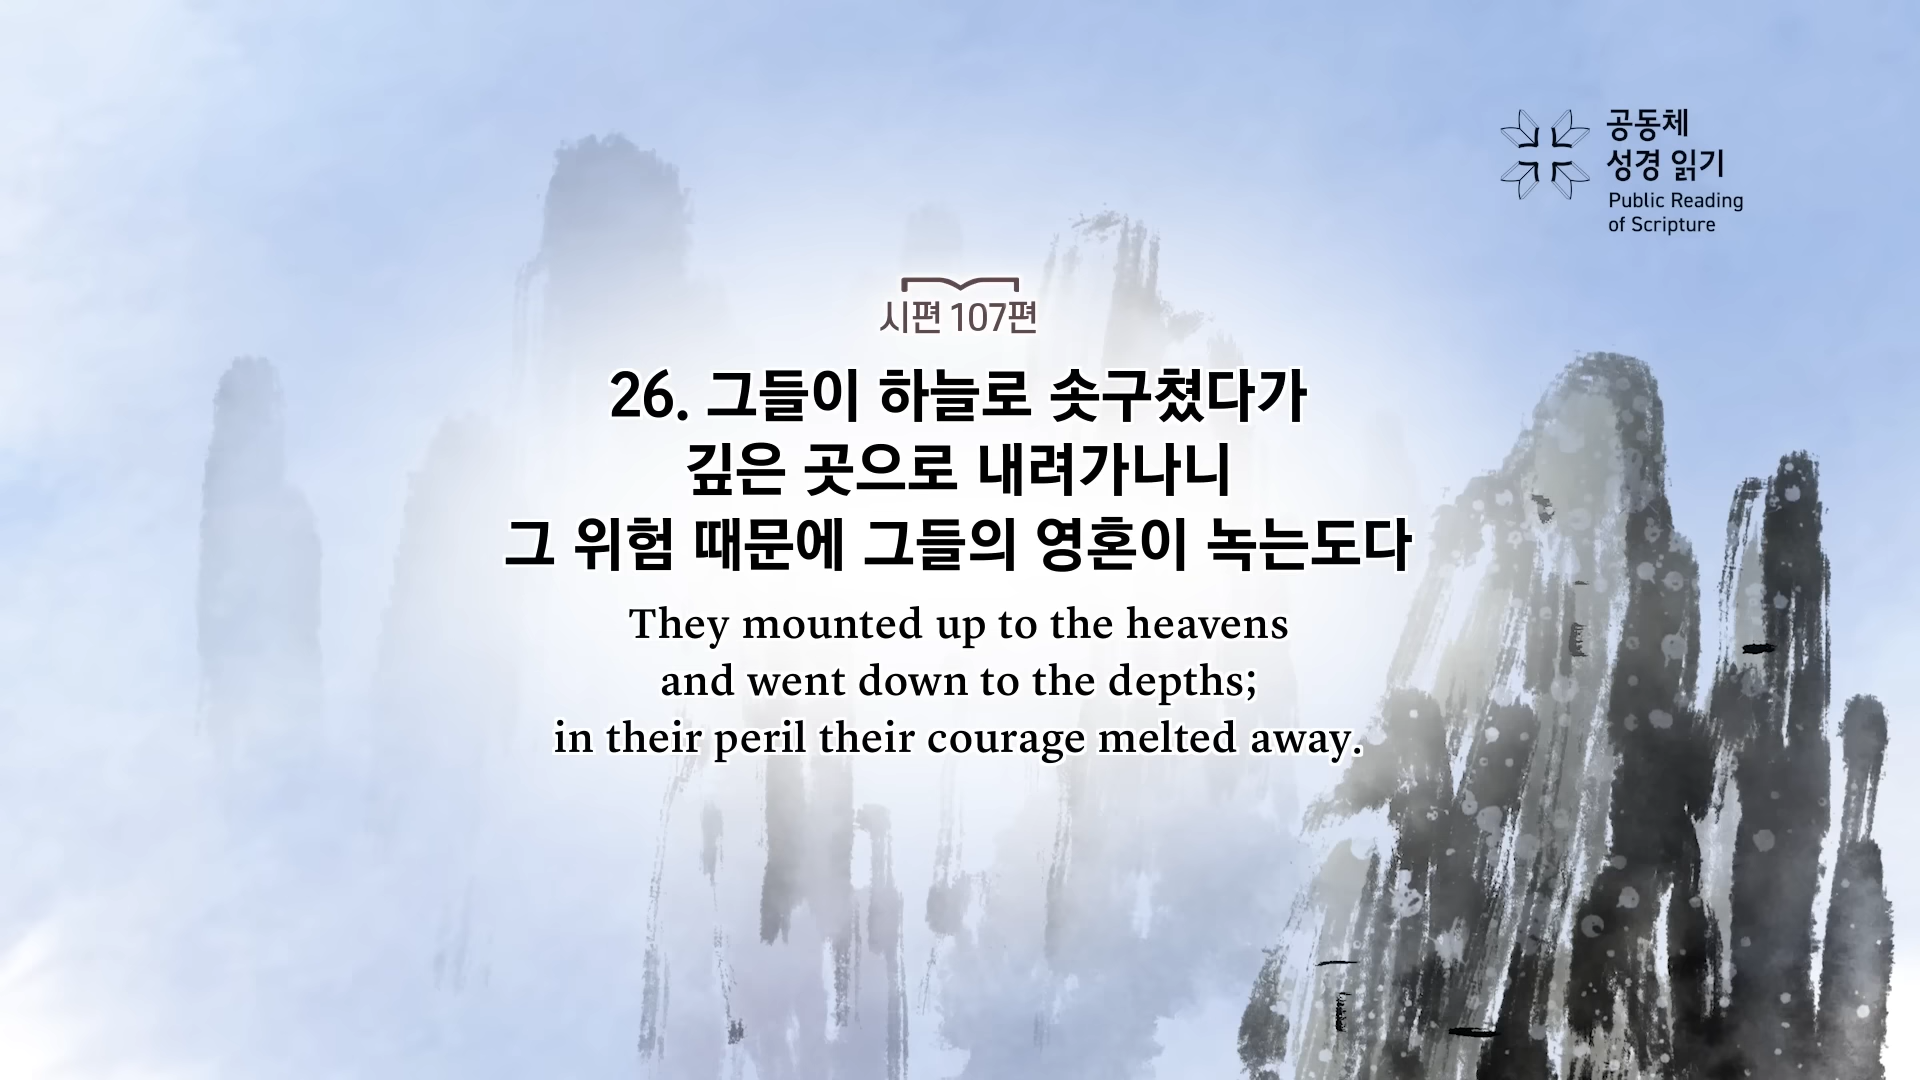 공동체
성경 읽기
Public Reading
of Scripture
시편 107편
26. 그들이 하늘로 솟구쳤다가
깊은 곳으로 내려가나니
그 위험 때문에 그들의 영혼이 녹는도다
They mounted up to the heavens
and went down to the depths;
in their peril their courage melted away.